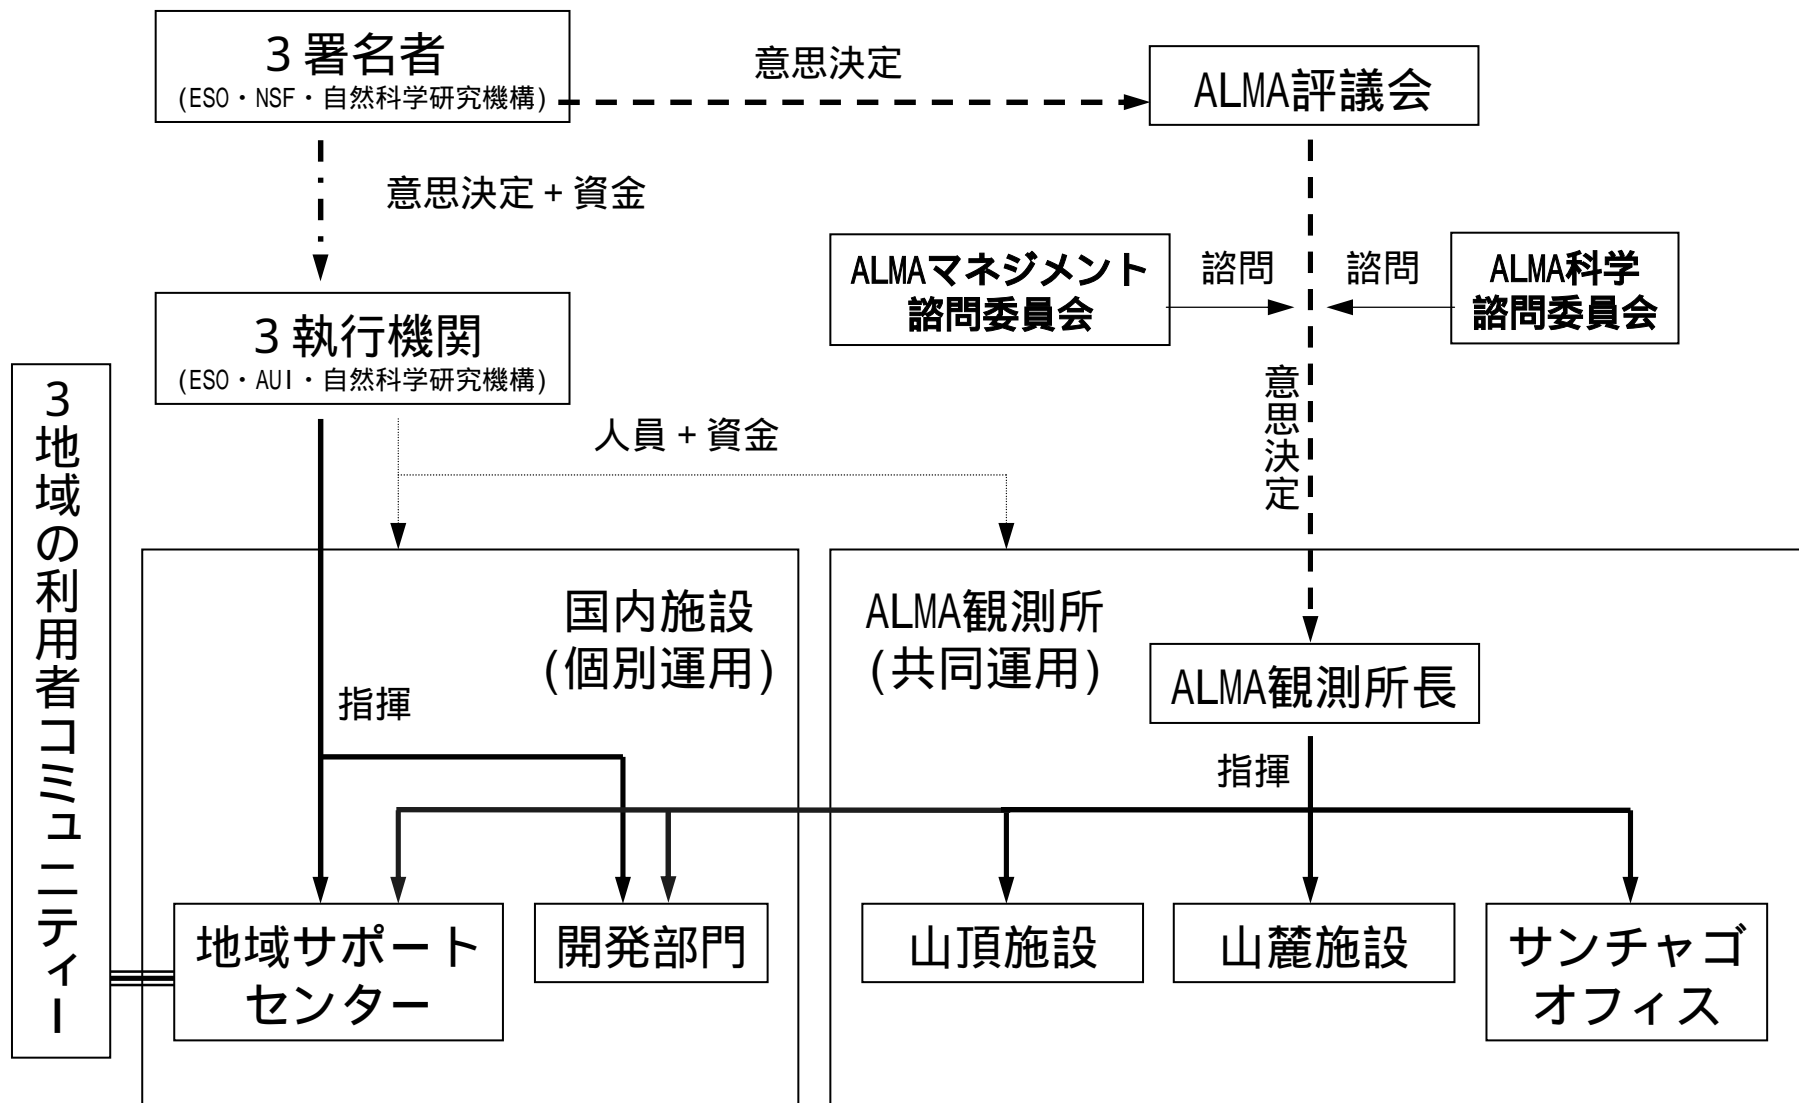 3署名者
(ESO・NSF・自然科学研究機構)
意思決定
ALMA評議会
意思決定+資金
ALMAマネジメント
諮問委員会
諮問
諮問
ALMA科学
諮問委員会
3執行機関
(ESO・AUI・自然科学研究機構)
3地域の利用者コミュニティー
人員+資金
意思決定
国内施設
(個別運用)
ALMA観測所
(共同運用)
ALMA観測所長
指揮
指揮
地域サポート
センター
開発部門
山頂施設
山麓施設
サンチャゴ
オフィス